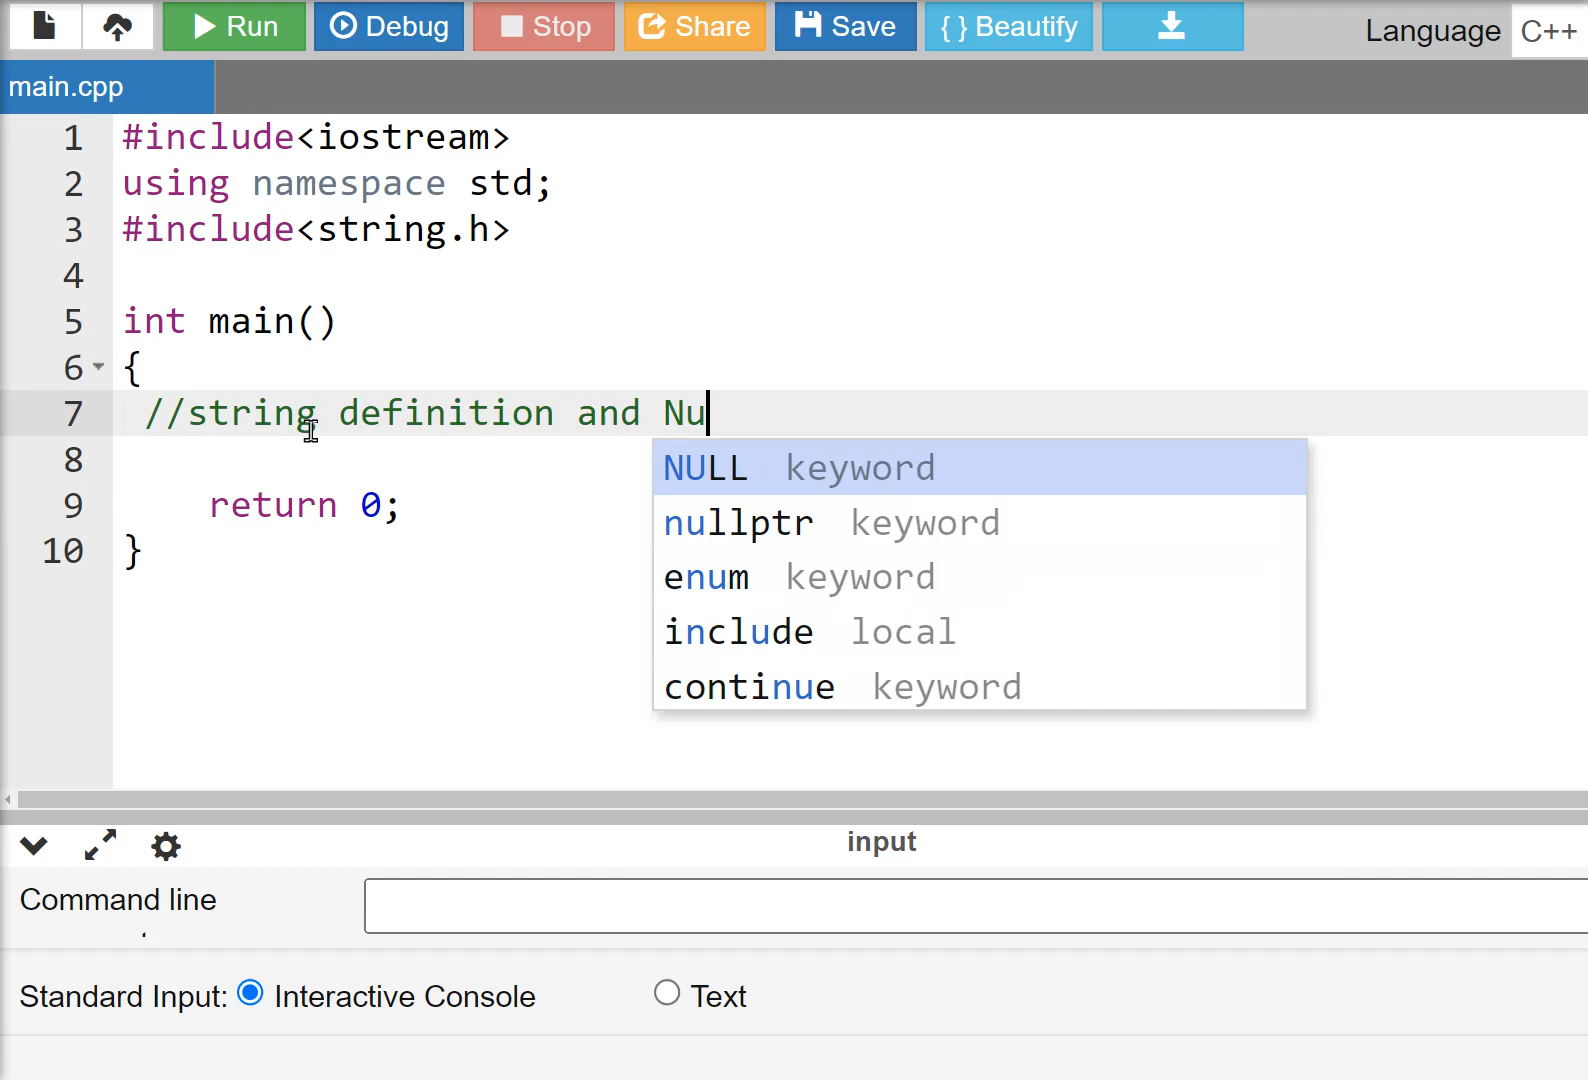 Run Debug Stop Share Save { } Beautify Language C++
main.cpp
1 #include<iostream>
2 using namespace std;
3 #include<string.h>
4
5 int main()
6 {
7 //string definition and Nu
NULL keyword
8
nullptr keyword
9 return 0;
10 }
enum keyword
include local
continue keyword
input
Command line
Standard Input: Interactive Console Text